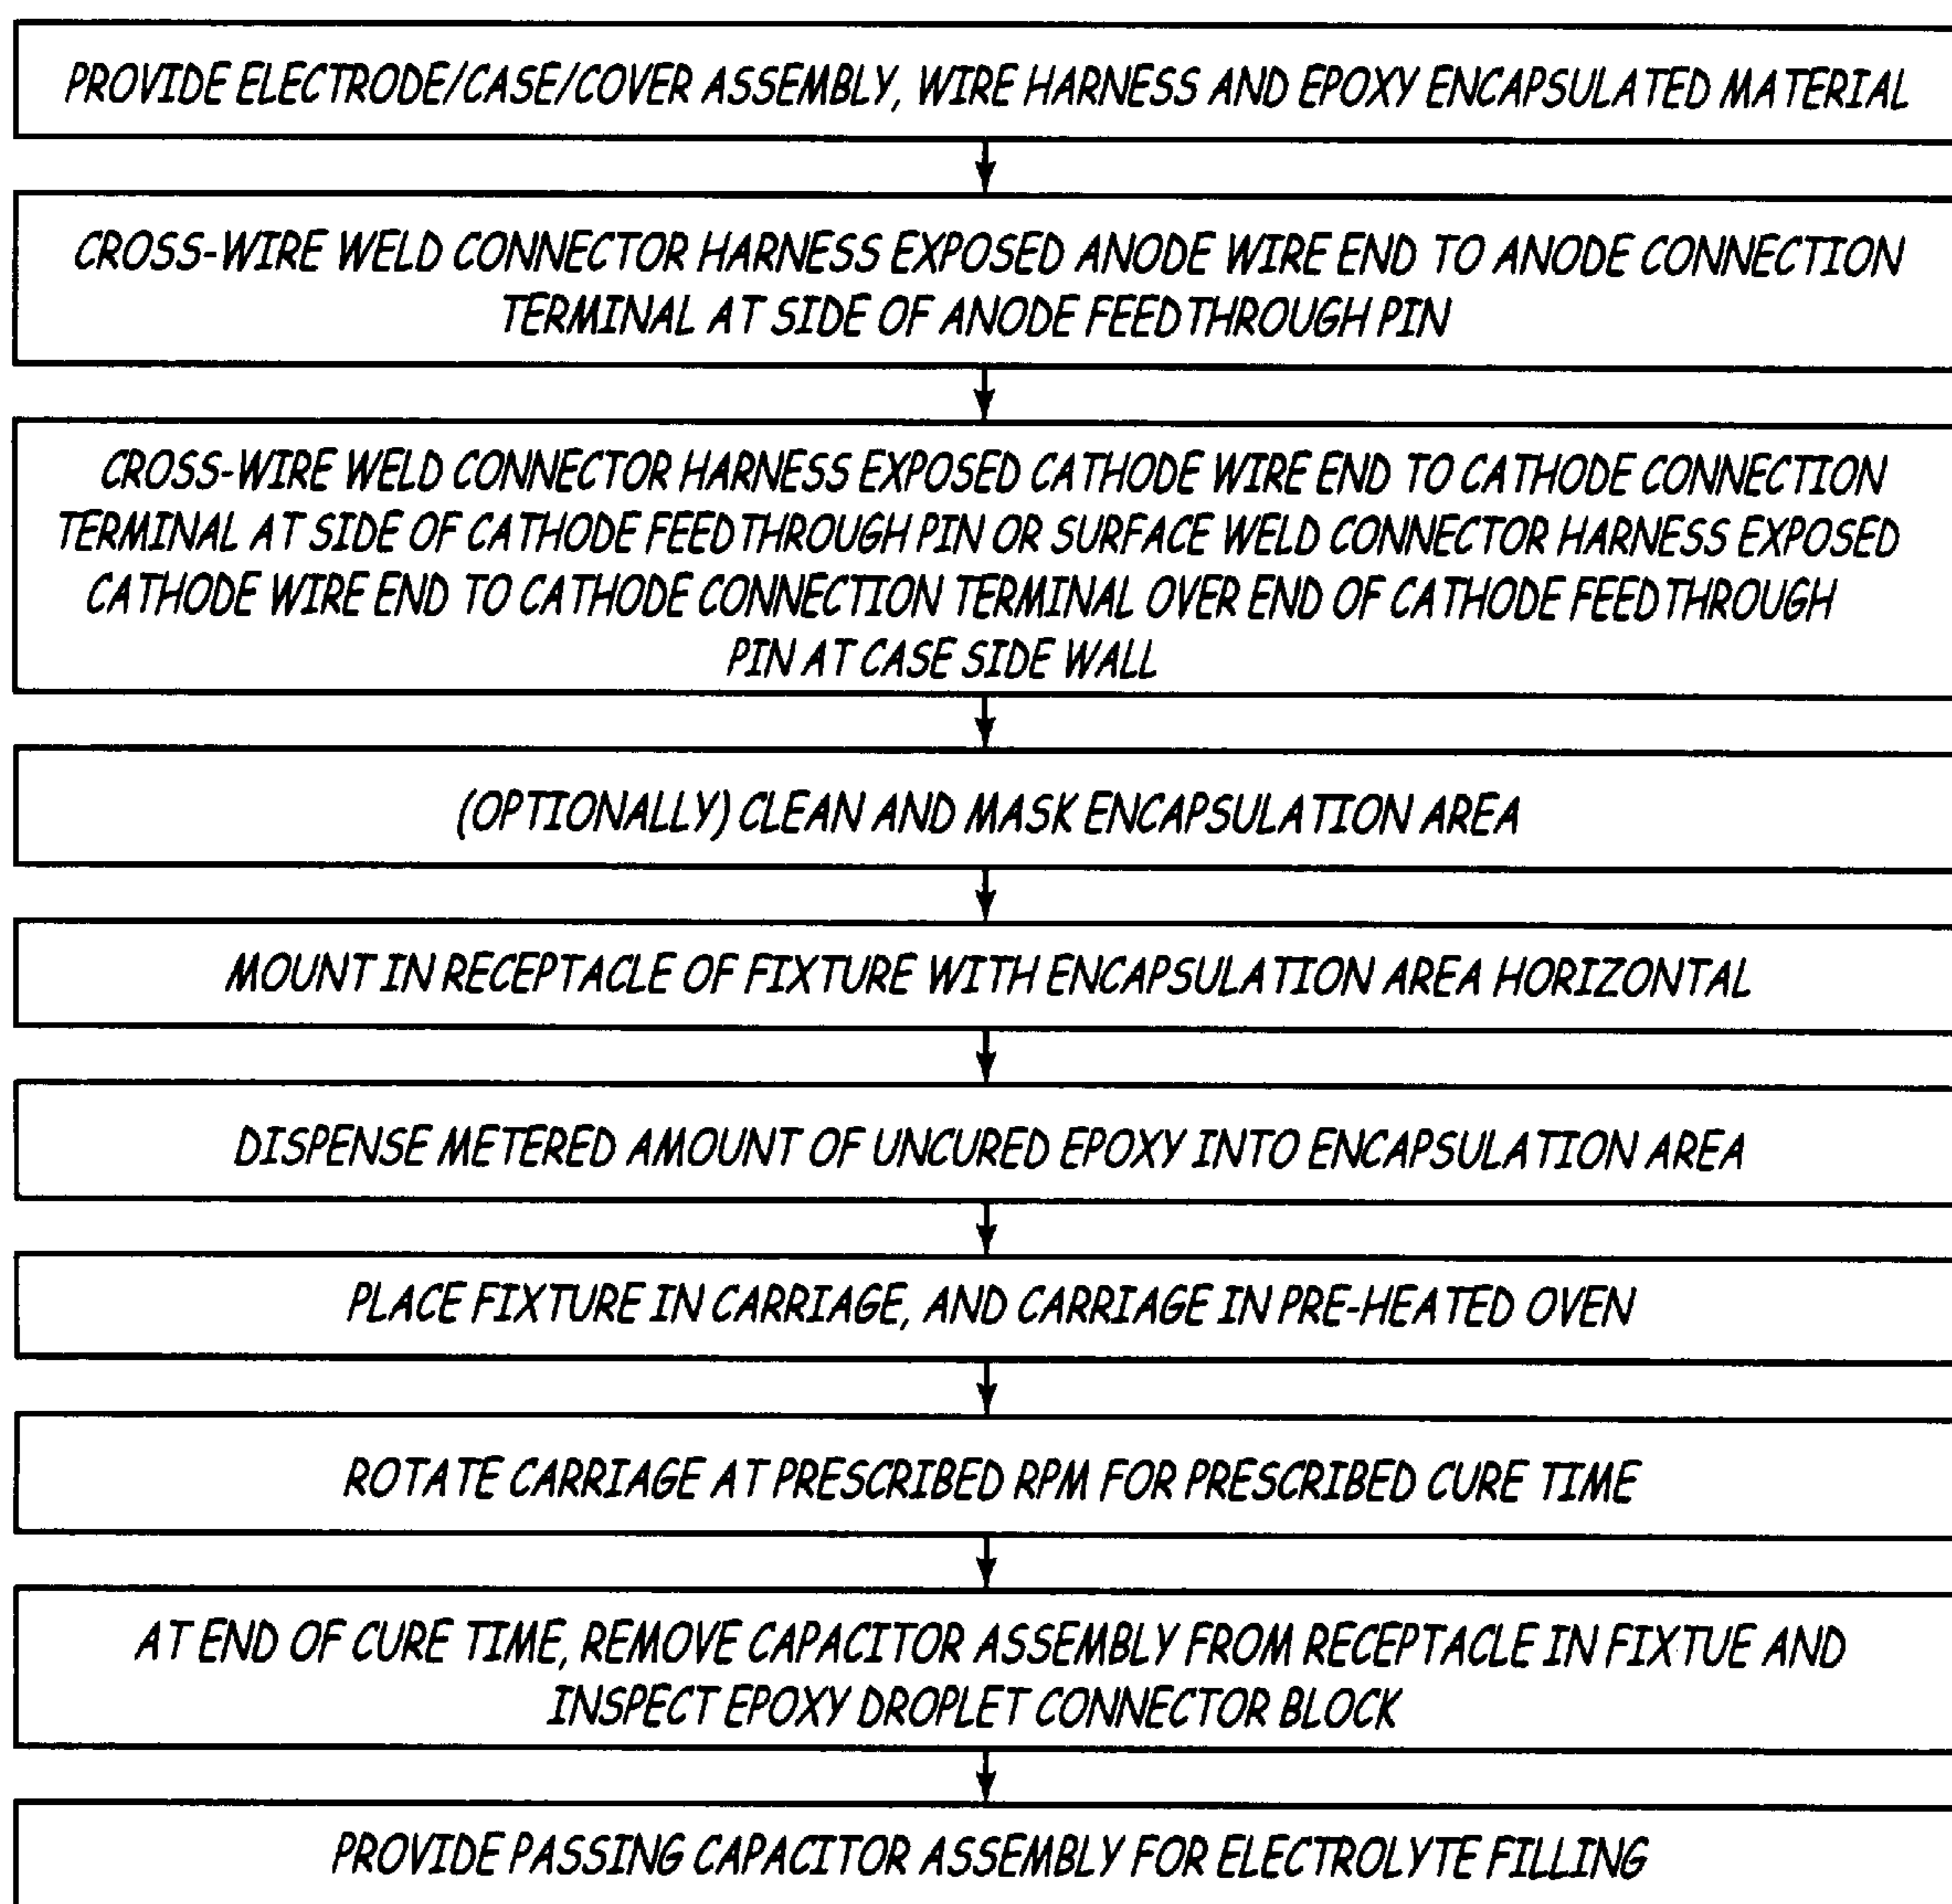 PROVIDE ELECTRODE/CASE/COVER ASSEMBLY, WIRE HARNESS AND EPOXY ENCAPSULATED MATERIAL
CROSS-WIRE WELD CONNECTOR HARNESS EXPOSED ANODE WIRE END TO ANODE CONNECTION
TERMINAL AT SIDE OF ANODE FEEDTHROUGH PIN
CROSS-WIRE WELD CONNECTOR HARNESS EXPOSED CATHODE WIRE END TO CATHODE CONNECTION
TERMINAL AT SIDE OF CATHODE FEEDTHROUGH PIN OR SURFACE WELD CONNECTOR HARNESS EXPOSED
CATHODE WIRE END TO CATHODE CONNECTION TERMINAL OVER END OF CATHODE FEEDTHROUGH
PIN AT CASE SIDE WALL
(OPTIONALLY) CLEAN AND MASK ENCAPSULATION AREA
MOUNT IN RECEPTACLE OF FIXTURE WITH ENCAPSULATION AREA HORIZONTAL
DISPENSE METERED AMOUNT OF UNCURED EPOXY INTO ENCAPSULATION AREA
PLACE FIXTURE IN CARRIAGE, AND CARRIAGE IN PRE-HEATED OVEN
ROTATE CARRIAGE AT PRESCRIBED RPM FOR PRESCRIBED CURE TIME
AT END OF CURE TIME, REMOVE CAPACITOR ASSEMBLY FROM RECEPTACLE IN FIXTUE AND
INSPECT EPOXY DROPLET CONNECTOR BLOCK
PROVIDE PASSING CAPACITOR ASSEMBLY FOR ELECTROLYTE FILLING